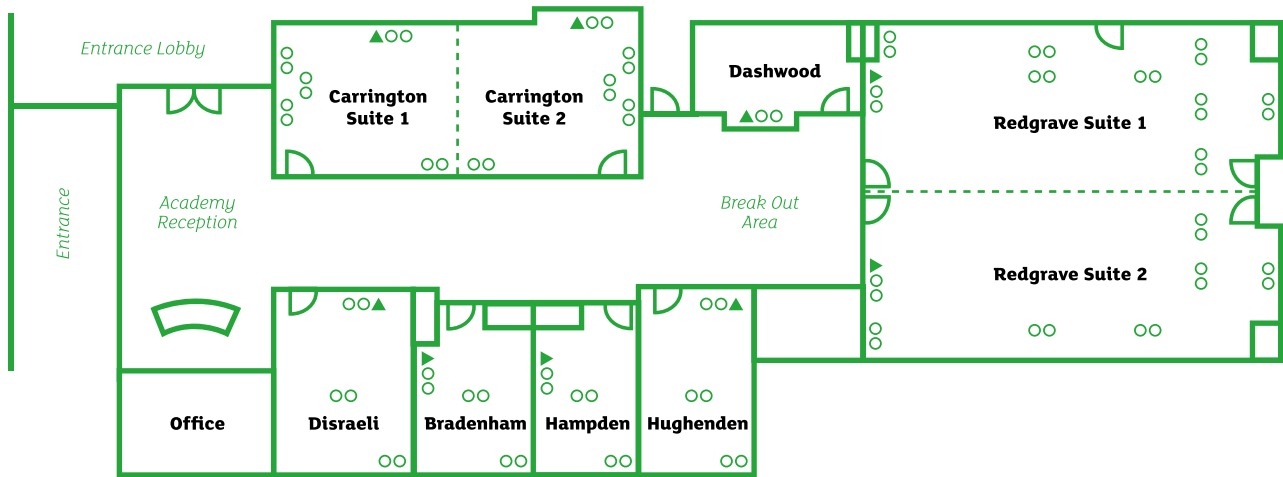 Entrance Lobby
Carrington
Suite 1
Carrington
Suite 2
Dashwood
Redgrave Suite 1
Entrance
Academy
Reception
Break Out
Area
Redgrave Suite 2
Office
Disraeli
Bradenham
Hampden
Hughenden